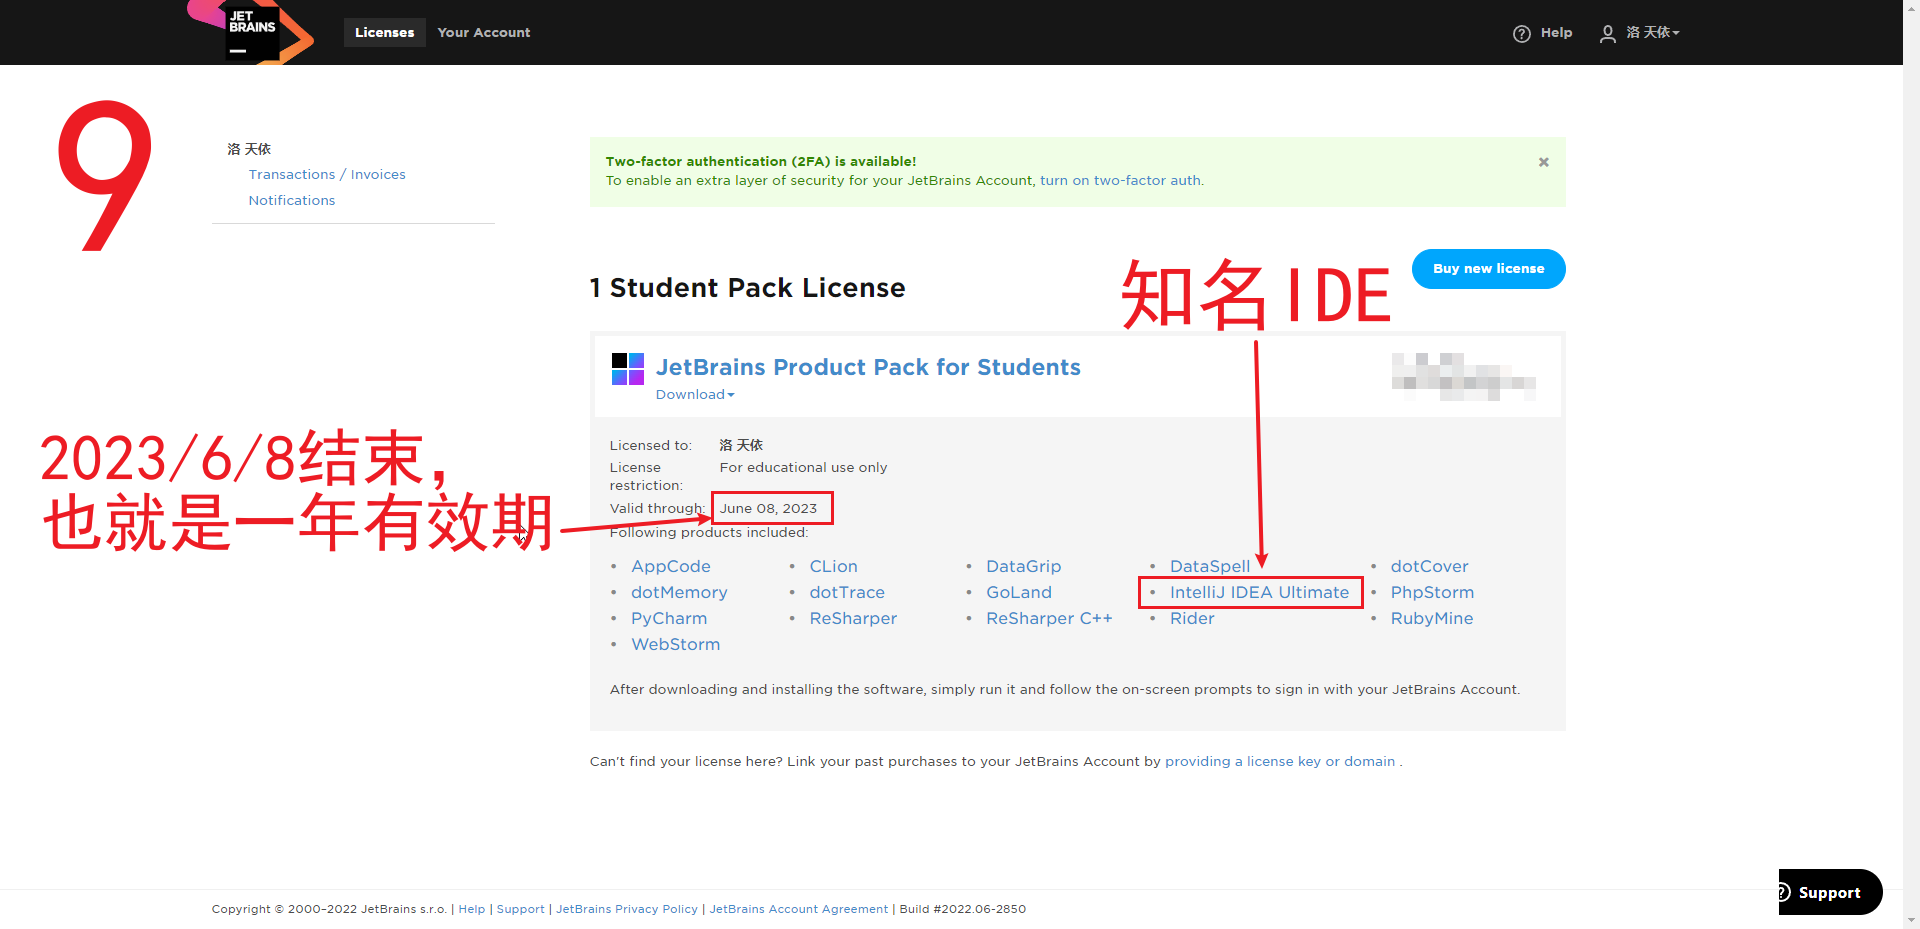 JET
BRAINS
Licenses
Your Account
Help
洛 天依
9
洛 天依
Transactions / Invoices
Notifications
Two-factor authentication (2FA) is available!
To enable an extra layer of security for your JetBrains Account, turn on two-factor auth.
1 Student Pack License
知名IDE
Buy new license
JetBrains Product Pack for Students
Download
2023/6/8结束,
也就是一年有效期
Licensed to: 洛 天依
License restriction: For educational use only
Valid through: June 08, 2023
Following products included:
• AppCode • CLion • DataGrip • DataSpell • dotCover
• dotMemory • dotTrace • GoLand • IntelliJ IDEA Ultimate • PhpStorm
• PyCharm • ReSharper • ReSharper C++ • Rider • RubyMine
• WebStorm
After downloading and installing the software, simply run it and follow the on-screen prompts to sign in with your JetBrains Account.
Can't find your license here? Link your past purchases to your JetBrains Account by providing a license key or domain .
Support
Copyright © 2000–2022 JetBrains s.r.o. | Help | Support | JetBrains Privacy Policy | JetBrains Account Agreement | Build #2022.06-2850